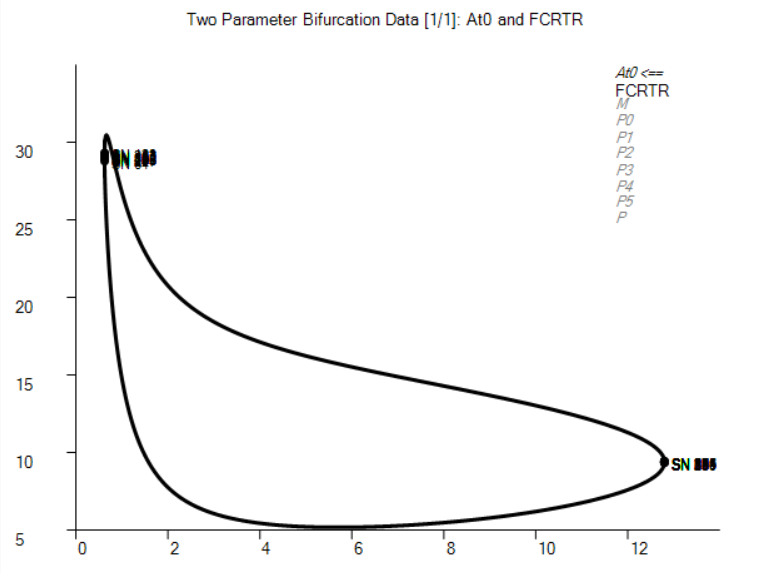 Two Parameter Bifurcation Data [1/1]: At0 and FCRTR
At0 <==
FCRTR
M
P0
P1
P2
P3
P4
P5
P
30
25
20
15
10
5
SN
SN
0
2
4
6
8
10
12